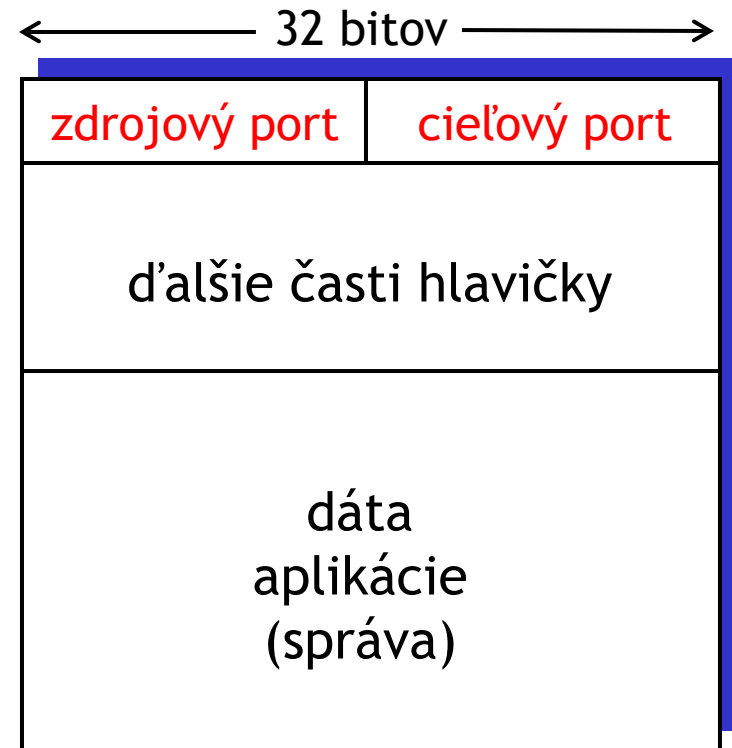 32 bitov
zdrojový port
cieľový port
ďalšie časti hlavičky
dáta
aplikácie
(správa)